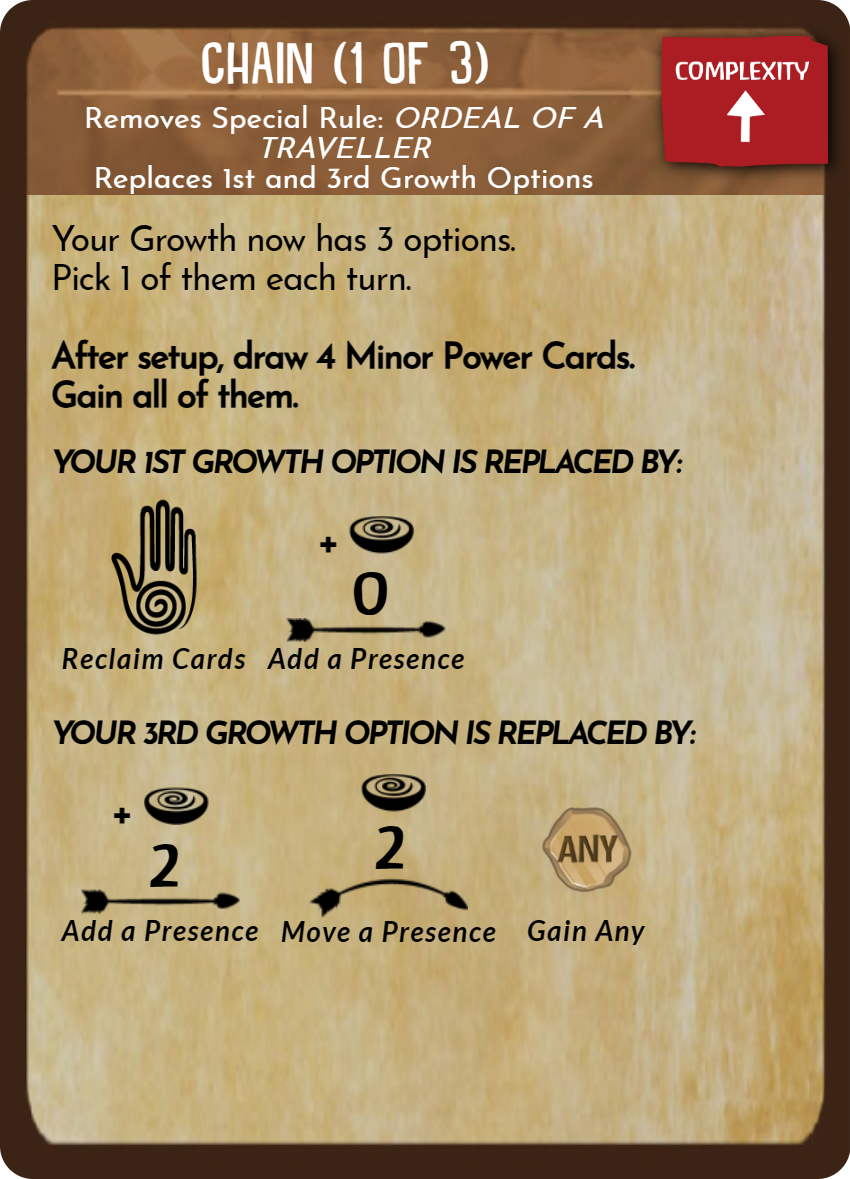 CHAIN (1 OF 3)
COMPLEXITY
Removes Special Rule: ORDEAL OF A
TRAVELLER
Replaces 1st and 3rd Growth Options
Your Growth now has 3 options.
Pick 1 of them each turn.
After setup, draw 4 Minor Power Cards.
Gain all of them.
YOUR 1ST GROWTH OPTION IS REPLACED BY:
+
0
Reclaim Cards Add a Presence
YOUR 3RD GROWTH OPTION IS REPLACED BY:
+
2 2 ANY
Add a Presence Move a Presence Gain Any